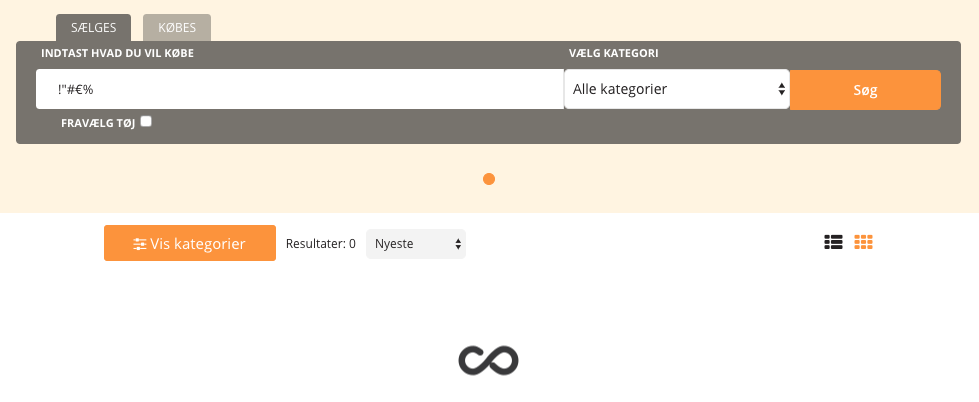 SÆLGES KØBES
INDTAST HVAD DU VIL KØBE VÆLG KATEGORI
!"#€% Alle kategorier Søg
FRAVÆLG TØJ
Vis kategorier Resultater: 0 Nyeste